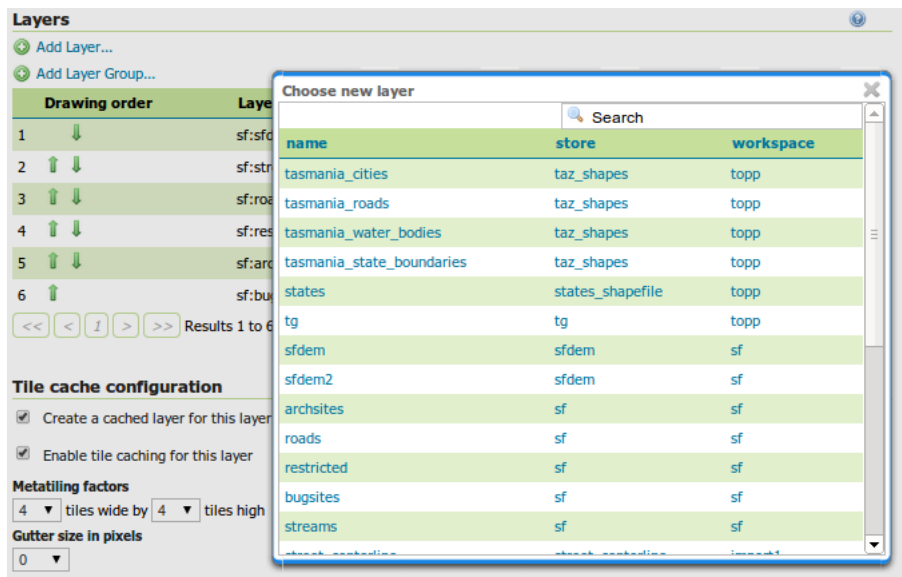 Layers
Add Layer...
Add Layer Group...
Drawing order Laye
1 sf:sfd
2 sf:str
3 sf:roa
4 sf:res
5 sf:arc
6 sf:bug
<< < 1 > >> Results 1 to 6
Tile cache configuration
Create a cached layer for this layer
Enable tile caching for this layer
Metatiling factors
4 tiles wide by 4 tiles high
Gutter size in pixels
0
Choose new layer
Search
name store workspace
tasmania_cities taz_shapes topp
tasmania_roads taz_shapes topp
tasmania_water_bodies taz_shapes topp
tasmania_state_boundaries taz_shapes topp
states states_shapefile topp
tg tg topp
sfdem sfdem sf
sfdem2 sfdem sf
archsites sf sf
roads sf sf
restricted sf sf
bugsites sf sf
streams sf sf
street_centerline street_centerline import1